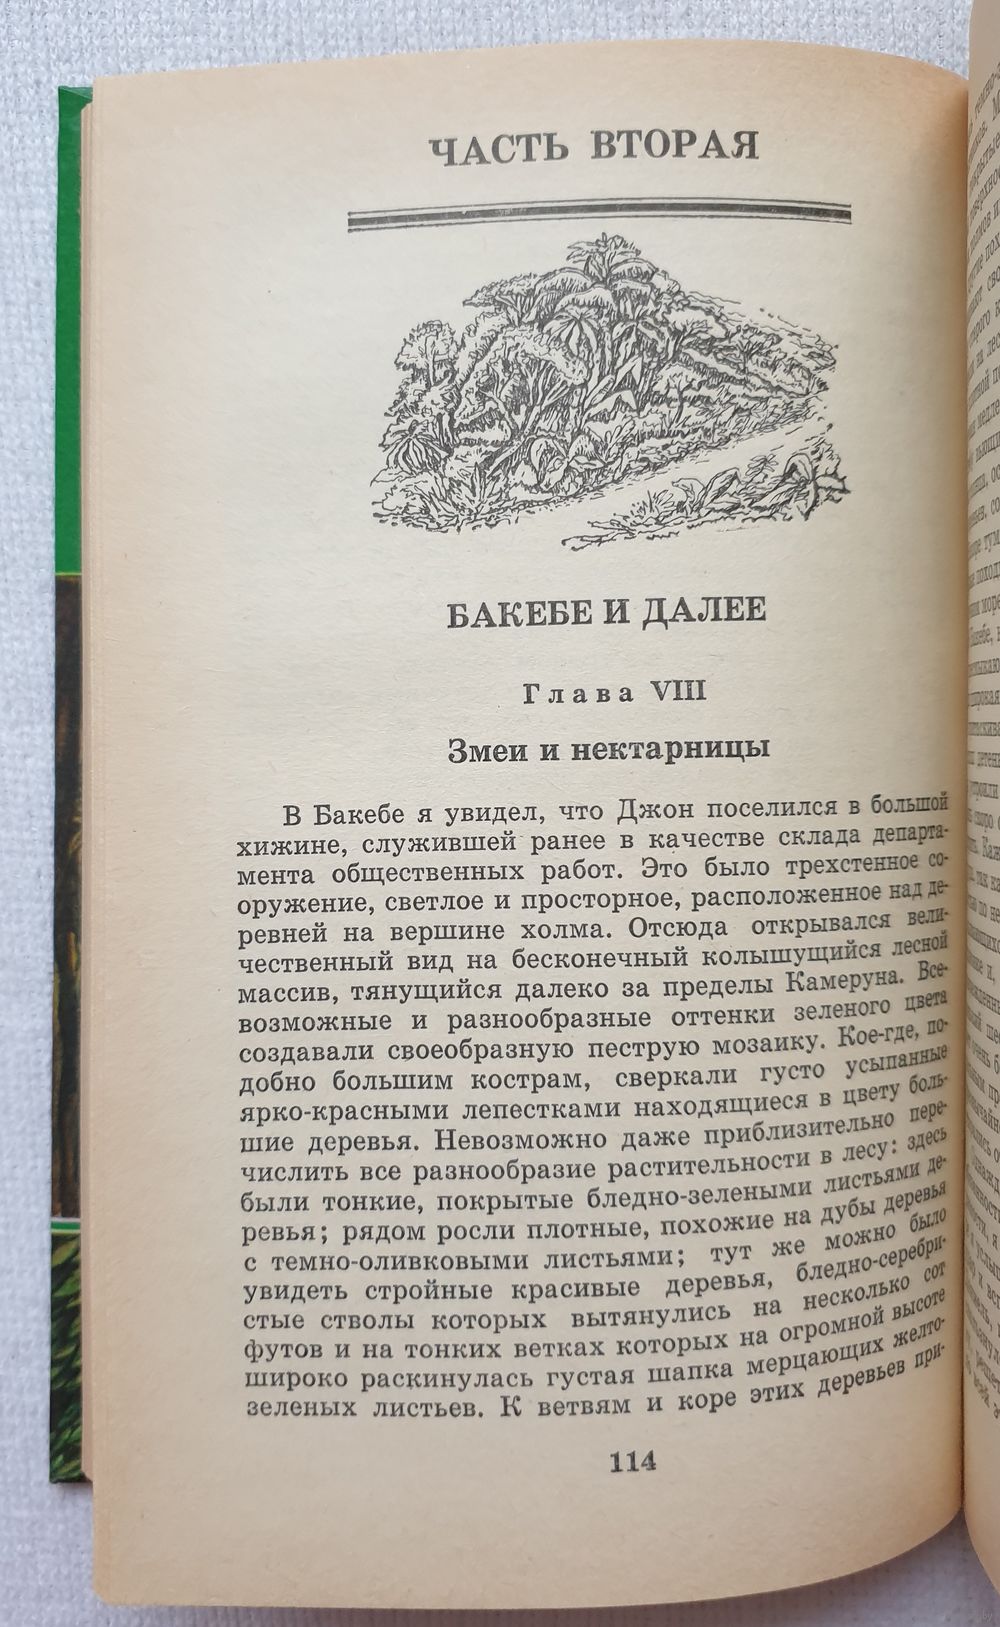 ЧАСТЬ ВТОРАЯ
БАКЕБЕ И ДАЛЕЕ
Глава VIII
Змеи и нектарницы
В Бакебе я увидел, что Джон поселился в большой
хижине, служившей ранее в качестве склада департа-
мента общественных работ. Это было трехстенное со-
оружение, светлое и просторное, расположенное над де-
ревней на вершине холма. Отсюда открывался вели-
чественный вид на бесконечный колышущийся лесной
массив, тянущийся далеко за пределы Камеруна. Все-
возможные и разнообразные оттенки зеленого цвета
создавали своеобразную пеструю мозаику. Кое-где, по-
добно большим кострам, сверкали густо усыпанные
ярко-красными лепестками находящиеся в цвету боль-
шие деревья. Невозможно даже приблизительно пере-
числить все разнообразие растительности в лесу: здесь
были тонкие, покрытые бледно-зелеными листьями де-
ревья; рядом росли плотные, похожие на дубы деревья
с темно-оливковыми листьями; тут же можно было
увидеть стройные красивые деревья, бледно-серебри-
стые стволы которых вытянулись на несколько сот
футов и на тонких ветках которых на огромной высоте
широко раскинулась густая шапка мерцающих желто-
зеленых листьев. К ветвям и коре этих деревьев при-
114